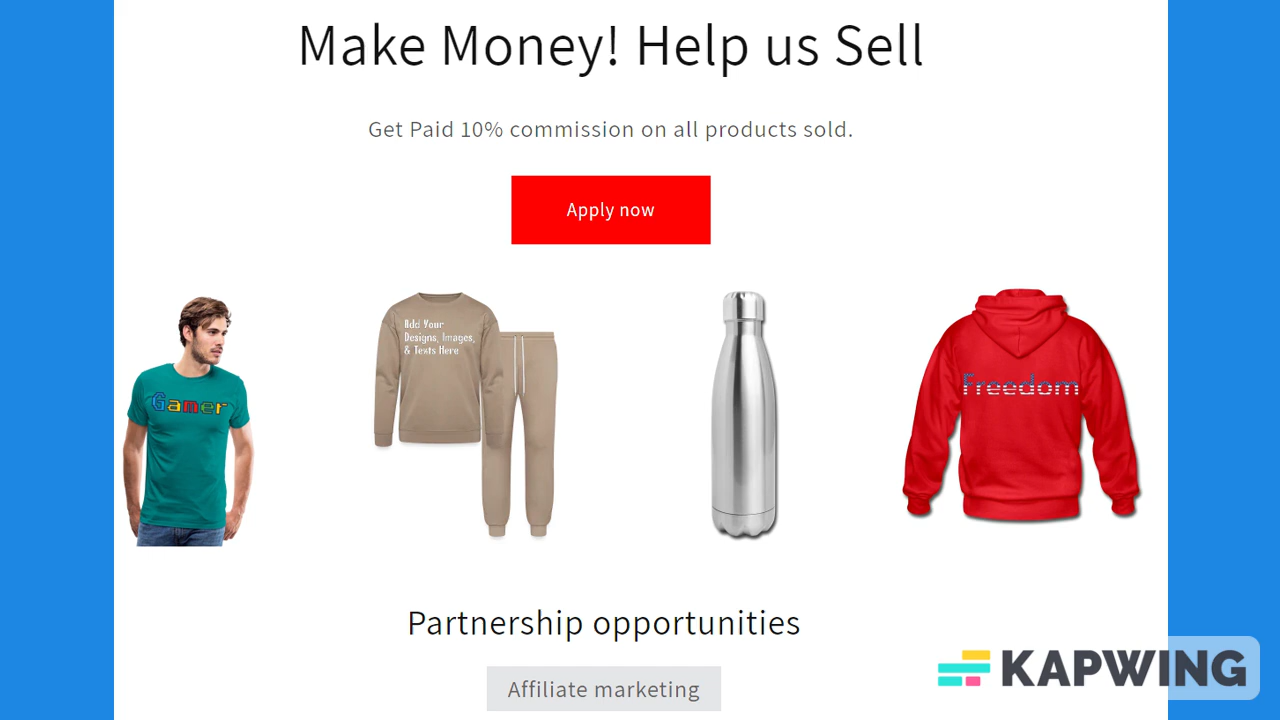 Make Money! Help us Sell
Get Paid 10% commission on all products sold.
Apply now
Gamer
Add Your
Designs, Images,
& Texts Here
Freedom
Partnership opportunities
Affiliate marketing
KAPWING